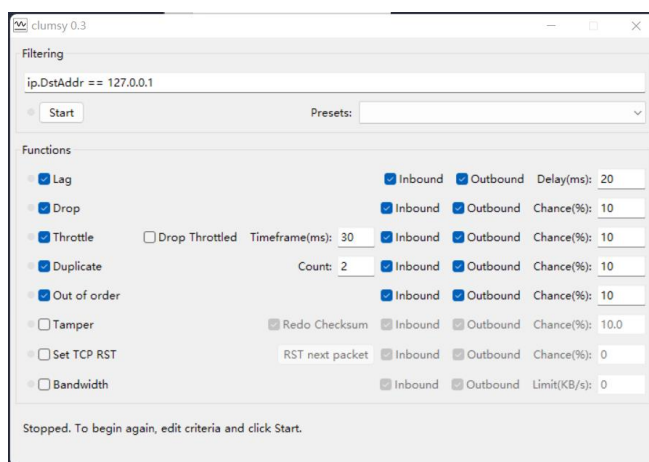 clumsy 0.3
Filtering
ip.DstAddr == 127.0.0.1
Start Presets:
Functions
Lag Inbound Outbound Delay(ms): 20
Drop Inbound Outbound Chance(%): 10
Throttle Drop Throttled Timeframe(ms): 30 Inbound Outbound Chance(%): 10
Duplicate Count: 2 Inbound Outbound Chance(%): 10
Out of order Inbound Outbound Chance(%): 10
Tamper Redo Checksum Inbound Outbound Chance(%): 10.0
Set TCP RST RST next packet Inbound Outbound Chance(%): 0
Bandwidth Inbound Outbound Limit(KB/s): 0
Stopped. To begin again, edit criteria and click Start.